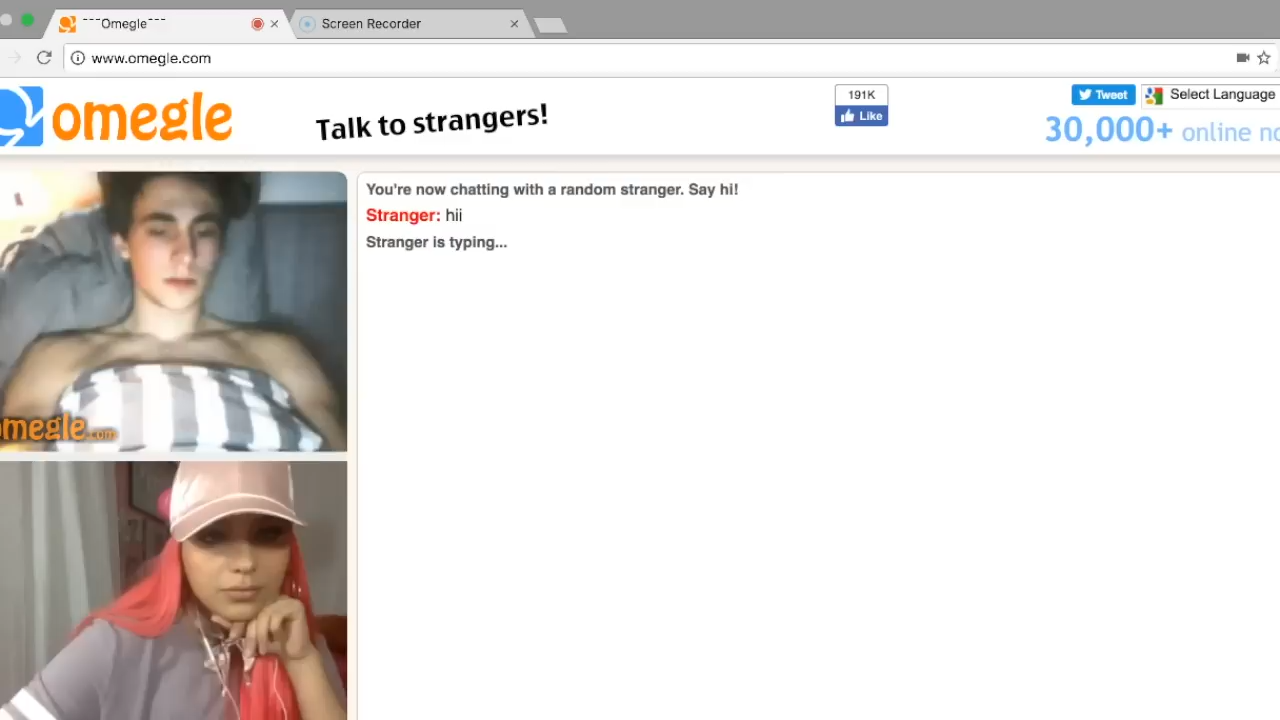 ˜˜˜Omegle˜˜˜
Screen Recorder
www.omegle.com
omegle
Talk to strangers!
191K
Like
Tweet
Select Language
30,000+ online
You're now chatting with a random stranger. Say hi!
Stranger: hii
Stranger is typing...
omegle.com